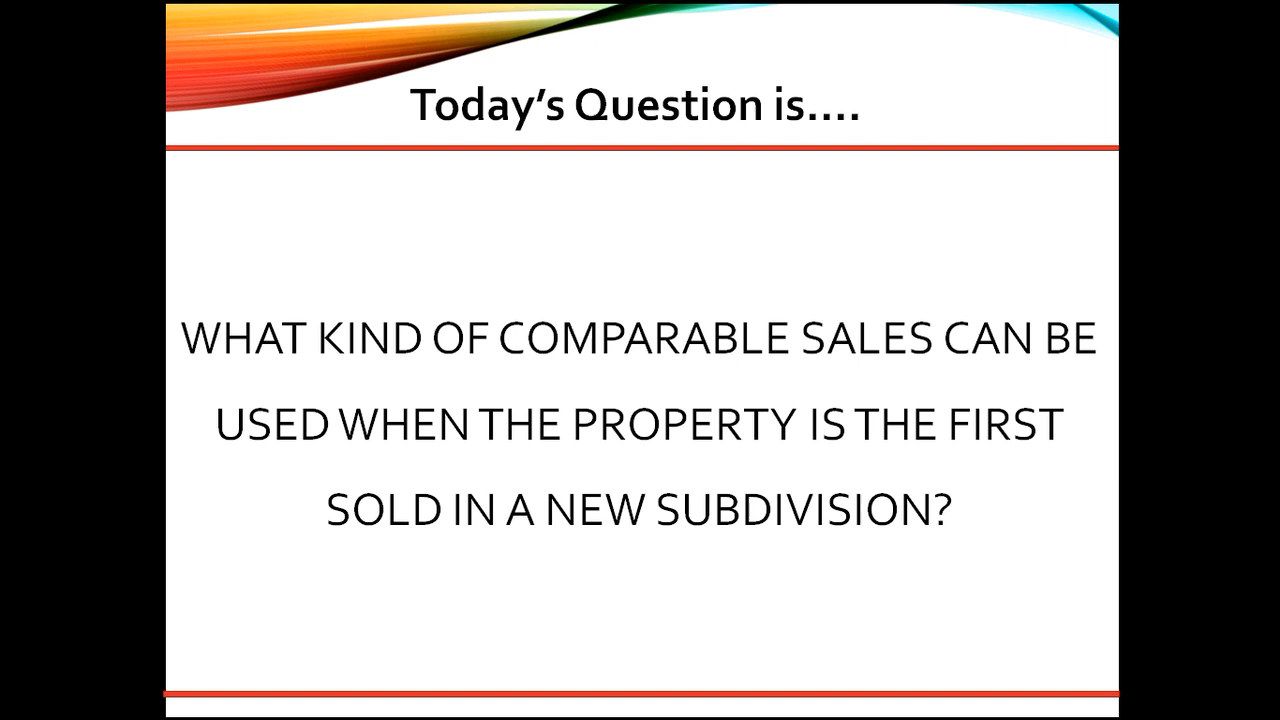 Today’s Question is….
WHAT KIND OF COMPARABLE SALES CAN BE
USED WHEN THE PROPERTY IS THE FIRST
SOLD IN A NEW SUBDIVISION?